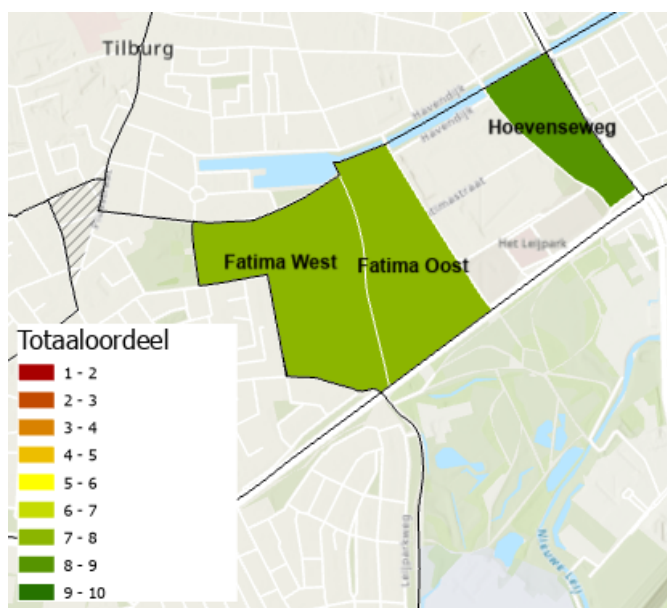 Tilburg
Havendijk
Havendijk
Hoevenseweg
timastraat
Het Leijpark
Fatima West
Fatima Oost
Totaaloordeel
1 - 2
2 - 3
3 - 4
4 - 5
5 - 6
6 - 7
7 - 8
8 - 9
9 - 10
Leijparkweg
Nieuwe Leij